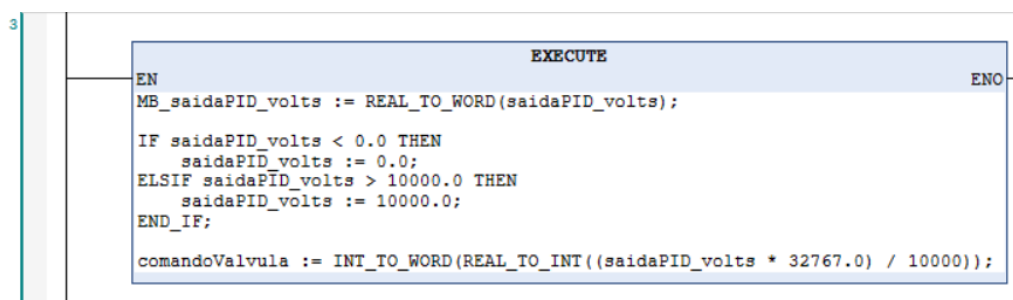 3
EXECUTE
EN ENO
MB_saidaPID_volts := REAL_TO_WORD(saidaPID_volts);
IF saidaPID_volts < 0.0 THEN
saidaPID_volts := 0.0;
ELSIF saidaPID_volts > 10000.0 THEN
saidaPID_volts := 10000.0;
END_IF;
comandoValvula := INT_TO_WORD(REAL_TO_INT((saidaPID_volts * 32767.0) / 10000));